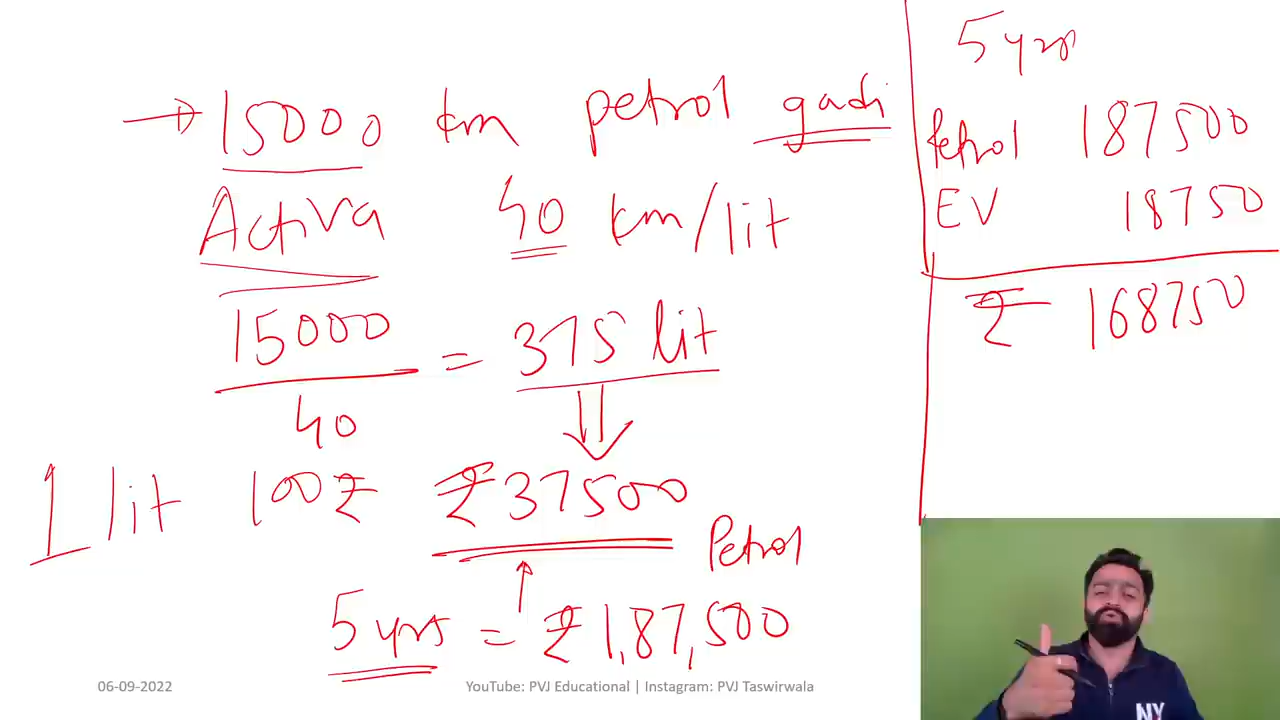 → 15000 km petrol gadi
Activa 40 km/lit
15000
40
= 375 lit
1 lit 100₹ ₹37500
Petrol
5 yrs = ₹1,87,500
5 yrs
Petrol 187500
EV 18750
₹ 168750
06-09-2022
YouTube: PVJ Educational | Instagram: PVJ Taswirwala
NY